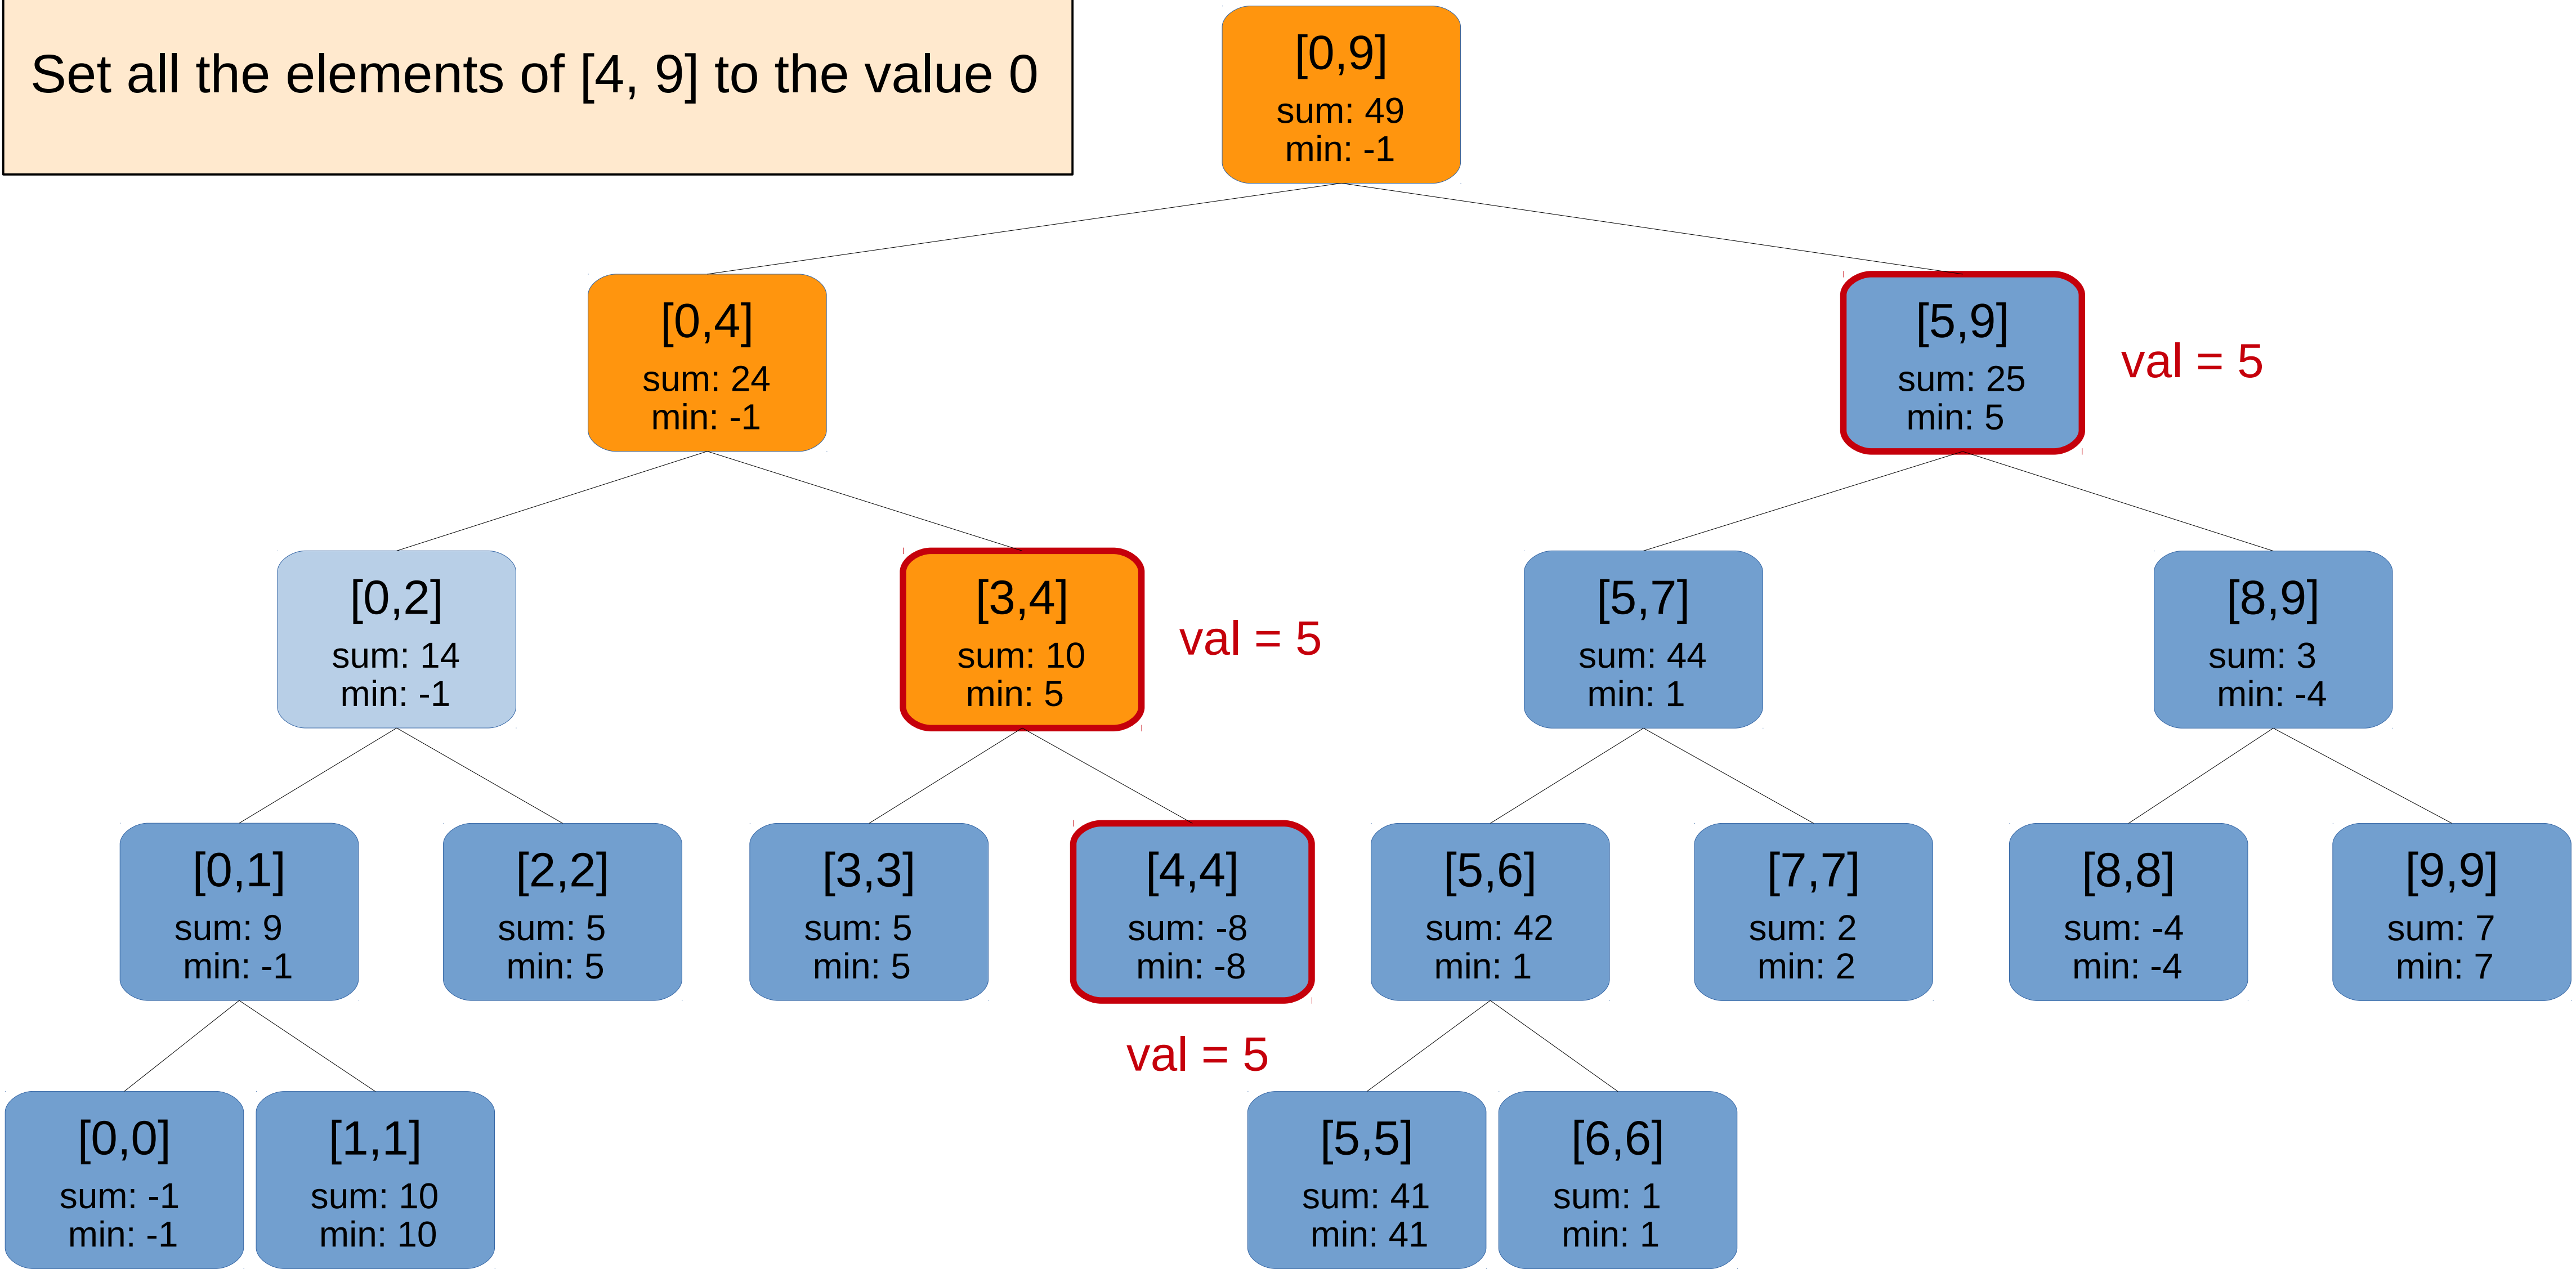 Set all the elements of [4, 9] to the value 0
[0,9]
sum: 49
min: -1
[0,4]
sum: 24
min: -1
[5,9]
sum: 25
min: 5
val = 5
[0,2]
sum: 14
min: -1
[3,4]
sum: 10
min: 5
val = 5
[5,7]
sum: 44
min: 1
[8,9]
sum: 3
min: -4
[0,1]
sum: 9
min: -1
[2,2]
sum: 5
min: 5
[3,3]
sum: 5
min: 5
[4,4]
sum: -8
min: -8
val = 5
[5,6]
sum: 42
min: 1
[7,7]
sum: 2
min: 2
[8,8]
sum: -4
min: -4
[9,9]
sum: 7
min: 7
[0,0]
sum: -1
min: -1
[1,1]
sum: 10
min: 10
[5,5]
sum: 41
min: 41
[6,6]
sum: 1
min: 1